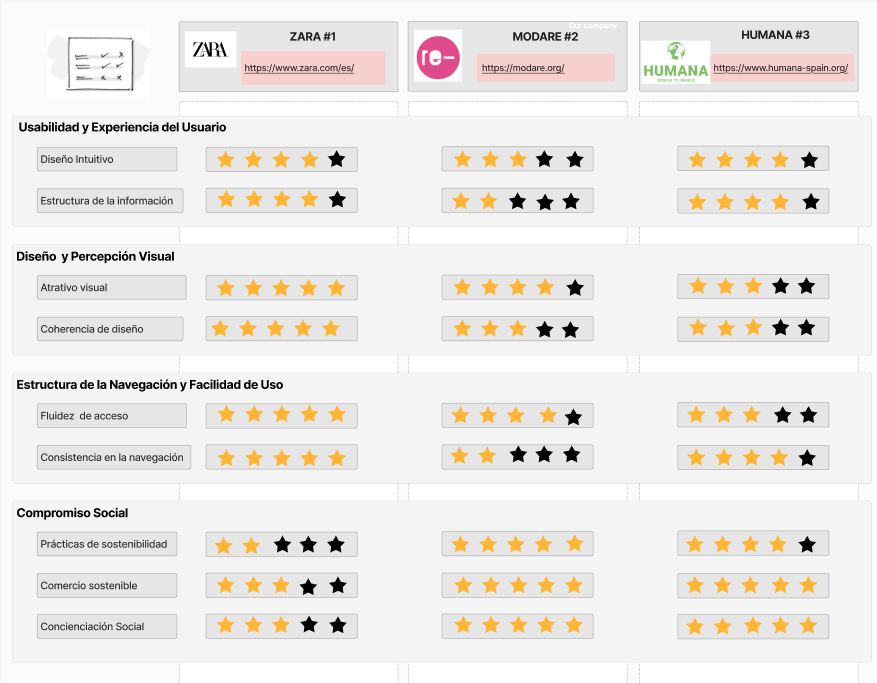 Our company
ZARA #1
MODARE #2
HUMANA #3
ZARA
https://www.zara.com/es/
re-
https://modare.org/
HUMANA
PEOPLE TO PEOPLE
https://www.humana-spain.org/
Usabilidad y Experiencia del Usuario
Diseño Intuitivo
Estructura de la información
Diseño y Percepción Visual
Atrativo visual
Coherencia de diseño
Estructura de la Navegación y Facilidad de Uso
Fluidez de acceso
Consistencia en la navegación
Compromiso Social
Prácticas de sostenibilidad
Comercio sostenible
Concienciación Social